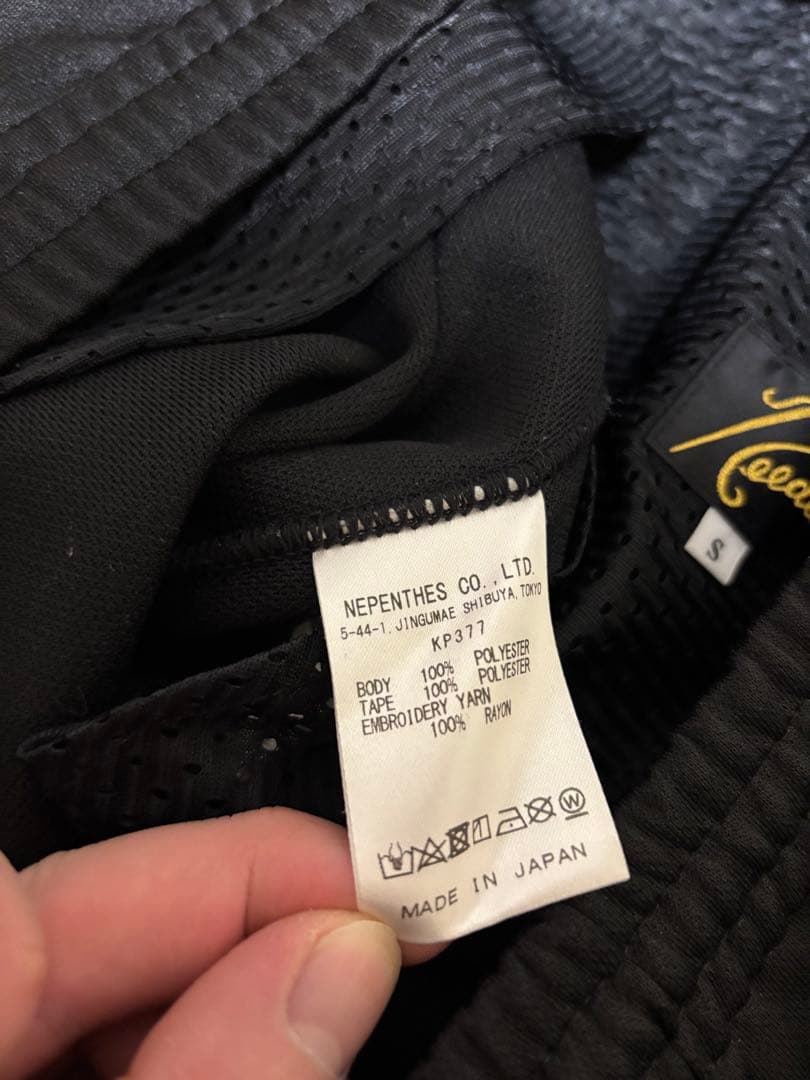 NEPENTHES CO., LTD.
5-44-1, JINGUMAE SHIBUYA, TOKYO
KP377
BODY 100% POLYESTER
TAPE 100% POLYESTER
EMBROIDERY YARN
100% RAYON
W
MADE IN JAPAN
S